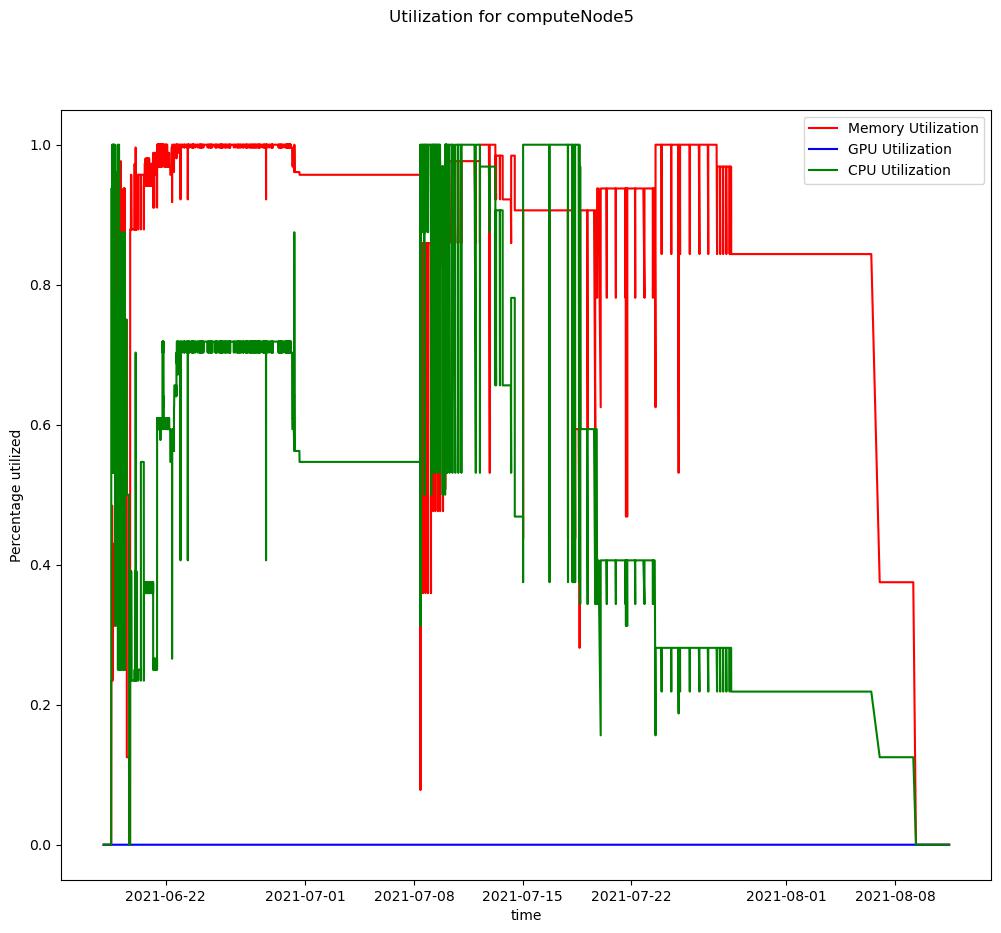 Utilization for computeNode5
Memory Utilization
GPU Utilization
CPU Utilization
Percentage utilized
1.0
0.8
0.6
0.4
0.2
0.0
2021-06-22 2021-07-01 2021-07-08 2021-07-15 2021-07-22 2021-08-01 2021-08-08
time